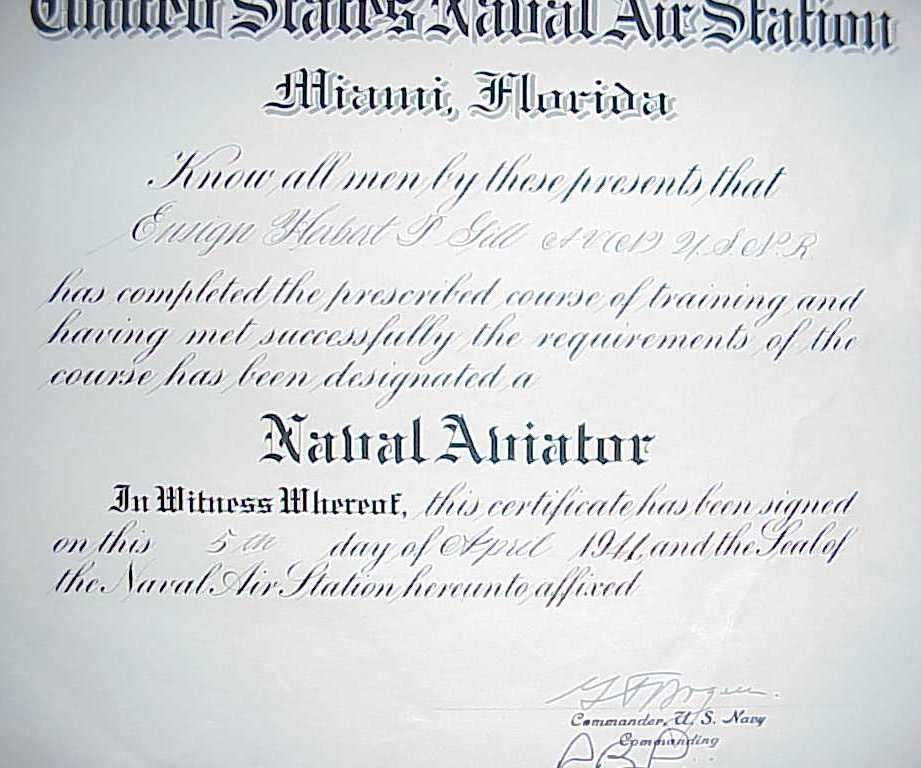 United States Naval Air Station
Miami, Florida
Know all men by these presents that
Ensign Herbert P Gill A-V(N) U.S.N.R.
has completed the prescribed course of training and
having met successfully the requirements of the
course has been designated a
Naval Aviator
In Witness Whereof, this certificate has been signed
on this 5th day of April 1941, and the Seal of
the Naval Air Station hereunto affixed
Commander, U. S. Navy
Commanding